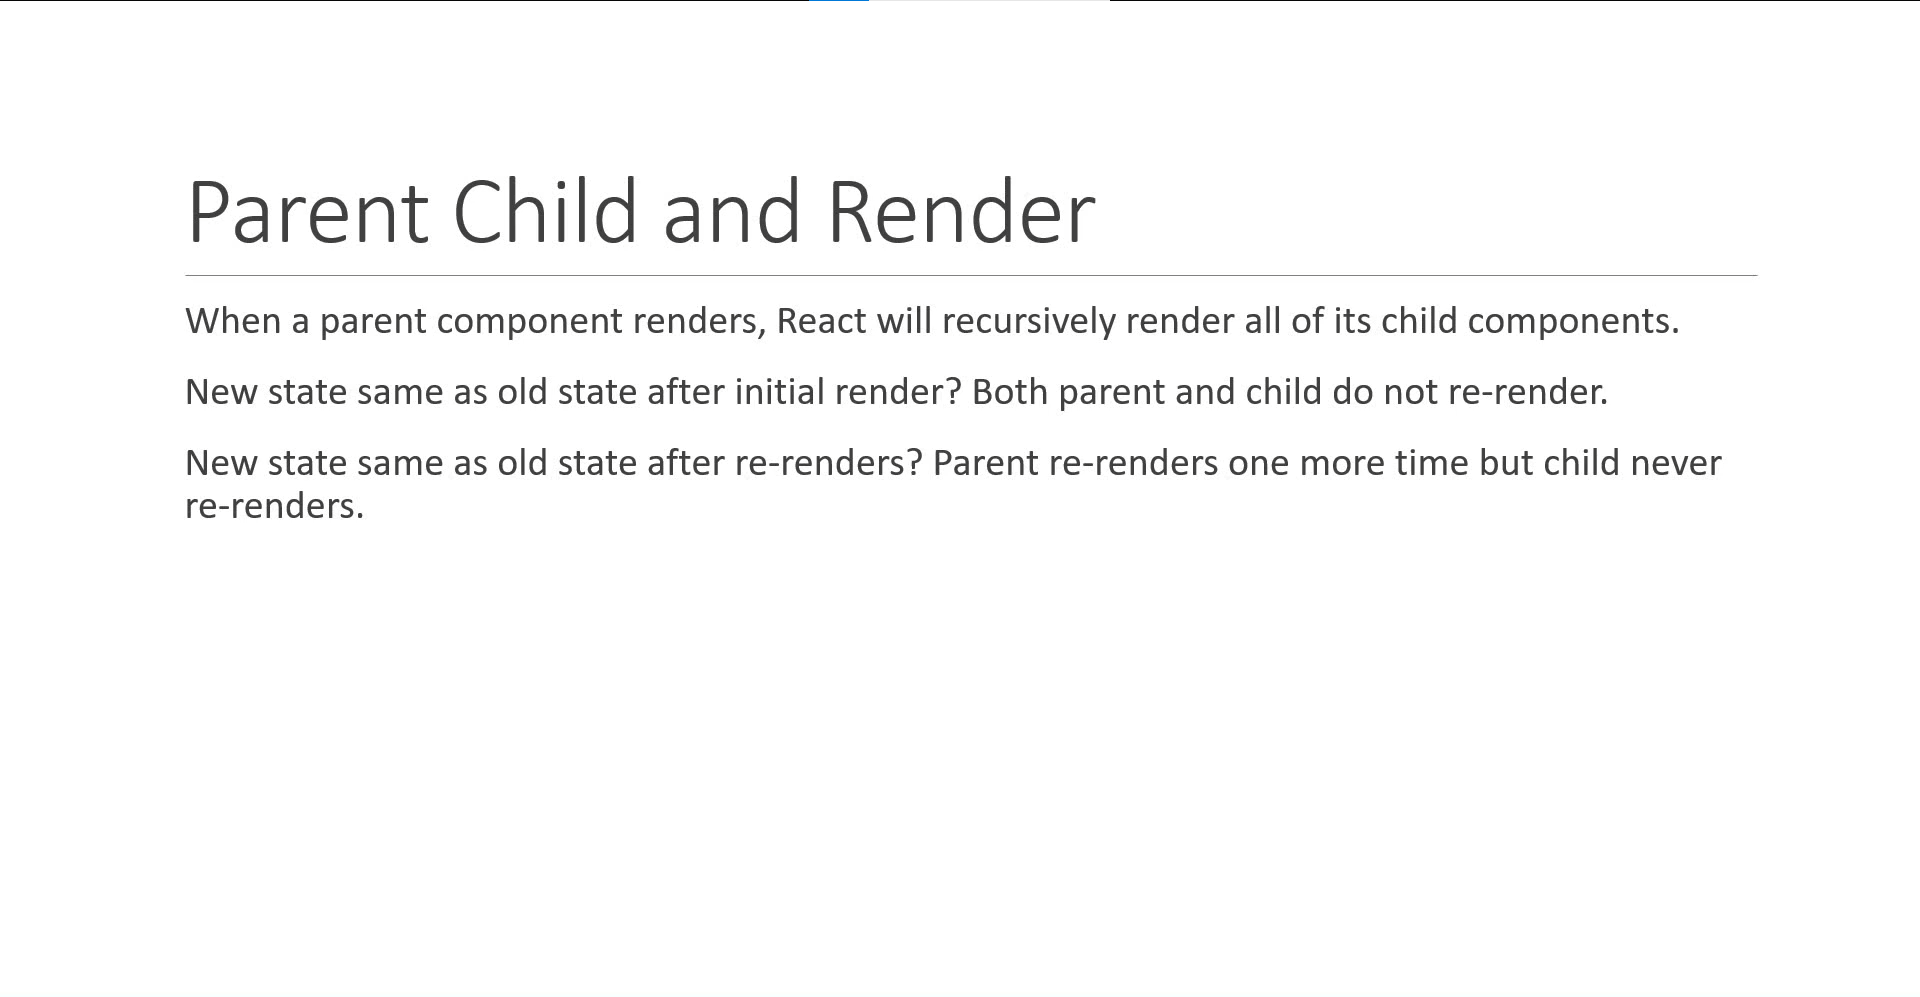 Parent Child and Render
When a parent component renders, React will recursively render all of its child components.
New state same as old state after initial render? Both parent and child do not re-render.
New state same as old state after re-renders? Parent re-renders one more time but child never
re-renders.